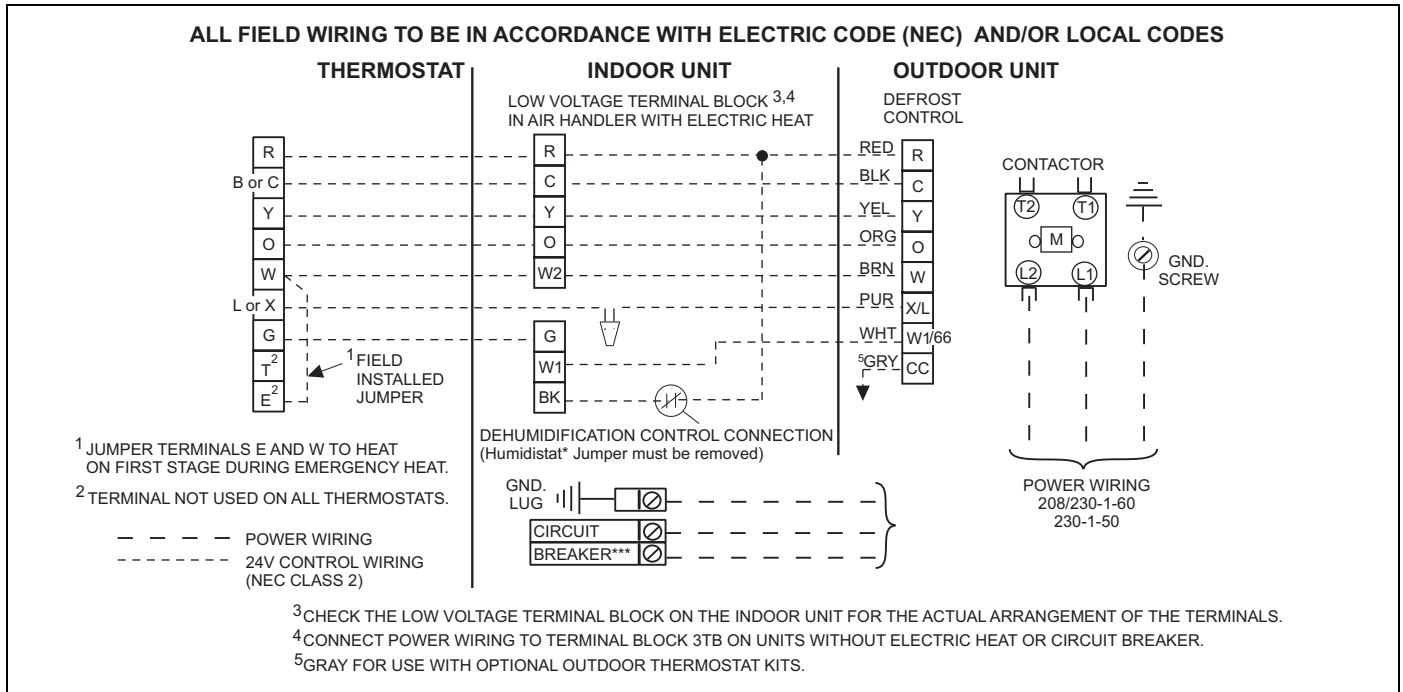 ALL FIELD WIRING TO BE IN ACCORDANCE WITH ELECTRIC CODE (NEC) AND/OR LOCAL CODES
THERMOSTAT
INDOOR UNIT
OUTDOOR UNIT
LOW VOLTAGE TERMINAL BLOCK 3,4
IN AIR HANDLER WITH ELECTRIC HEAT
DEFROST
CONTROL
R
B or C
Y
O
W
L or X
G
T2
E2
1 FIELD
INSTALLED
JUMPER
R
C
Y
O
W2
G
W1
BK
RED R
BLK C
YEL Y
ORG O
BRN W
PUR X/L
WHT W1/66
5GRY CC
CONTACTOR
T2 T1
M
L2 L1
GND.
SCREW
DEHUMIDIFICATION CONTROL CONNECTION
(Humidistat* Jumper must be removed)
1 JUMPER TERMINALS E AND W TO HEAT
ON FIRST STAGE DURING EMERGENCY HEAT.
2 TERMINAL NOT USED ON ALL THERMOSTATS.
POWER WIRING
24V CONTROL WIRING
(NEC CLASS 2)
GND.
LUG
CIRCUIT
BREAKER***
POWER WIRING
208/230-1-60
230-1-50
3 CHECK THE LOW VOLTAGE TERMINAL BLOCK ON THE INDOOR UNIT FOR THE ACTUAL ARRANGEMENT OF THE TERMINALS.
4 CONNECT POWER WIRING TO TERMINAL BLOCK 3TB ON UNITS WITHOUT ELECTRIC HEAT OR CIRCUIT BREAKER.
5 GRAY FOR USE WITH OPTIONAL OUTDOOR THERMOSTAT KITS.